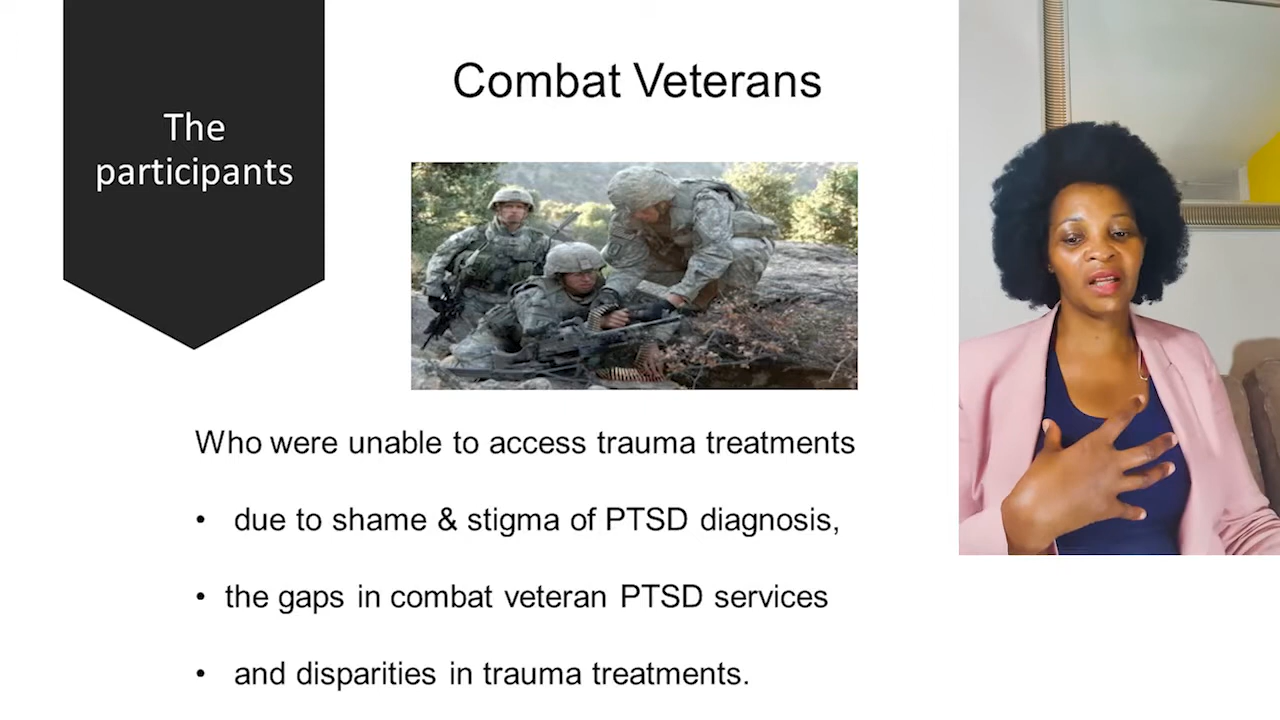 The
participants
Combat Veterans
Who were unable to access trauma treatments
• due to shame & stigma of PTSD diagnosis,
• the gaps in combat veteran PTSD services
• and disparities in trauma treatments.